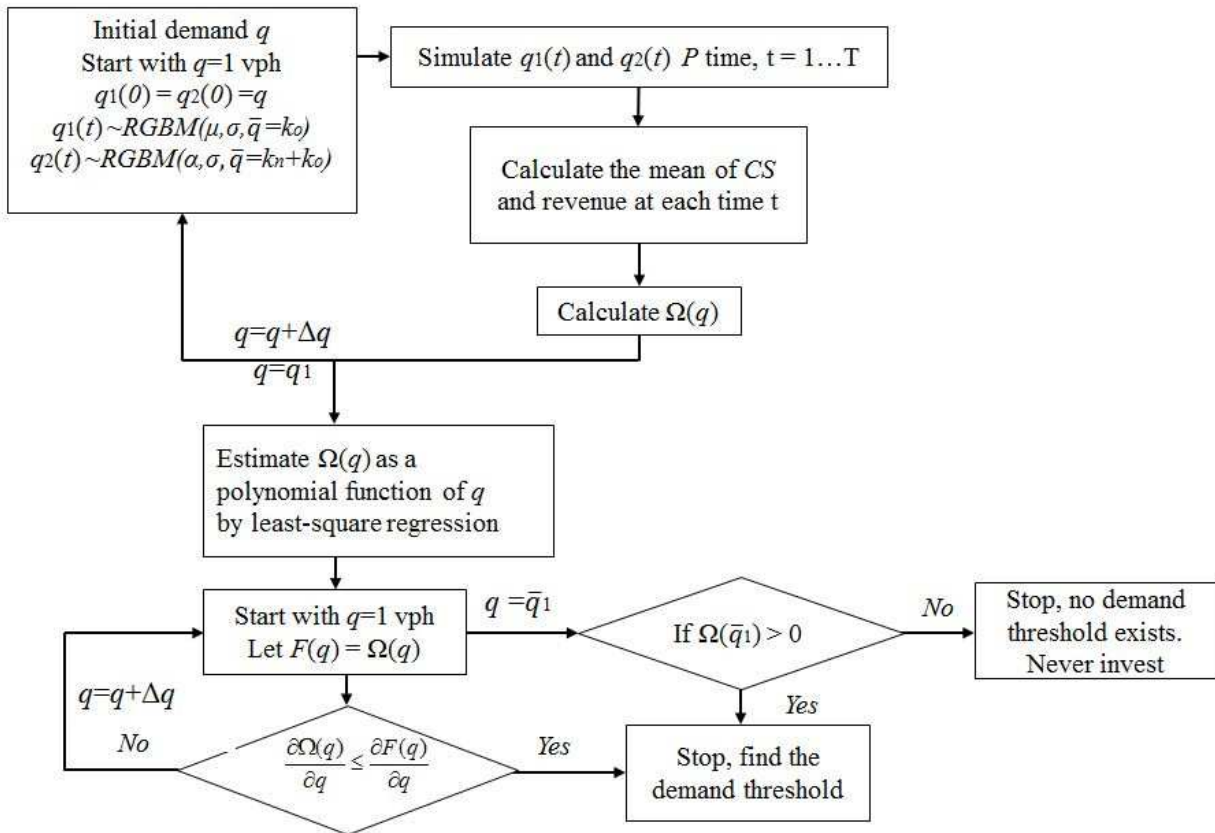 Initial demand q
Start with q=1 vph
q1(0) = q2(0) =q
q1(t) ~RGBM(μ,σ, q̅ =ko)
q2(t) ~RGBM(α,σ, q̅ =kn+ko)
Simulate q1(t) and q2(t) P time, t = 1…T
Calculate the mean of CS
and revenue at each time t
Calculate Ω(q)
q=q+Δq
q=q1
Estimate Ω(q) as a
polynomial function of q
by least-square regression
Start with q=1 vph
Let F(q) = Ω(q)
q =q̅1
If Ω(q̅1) > 0
No
Stop, no demand
threshold exists.
Never invest
q=q+Δq
No
∂Ω(q)/∂q ≤ ∂F(q)/∂q
Yes
Yes
Stop, find the
demand threshold